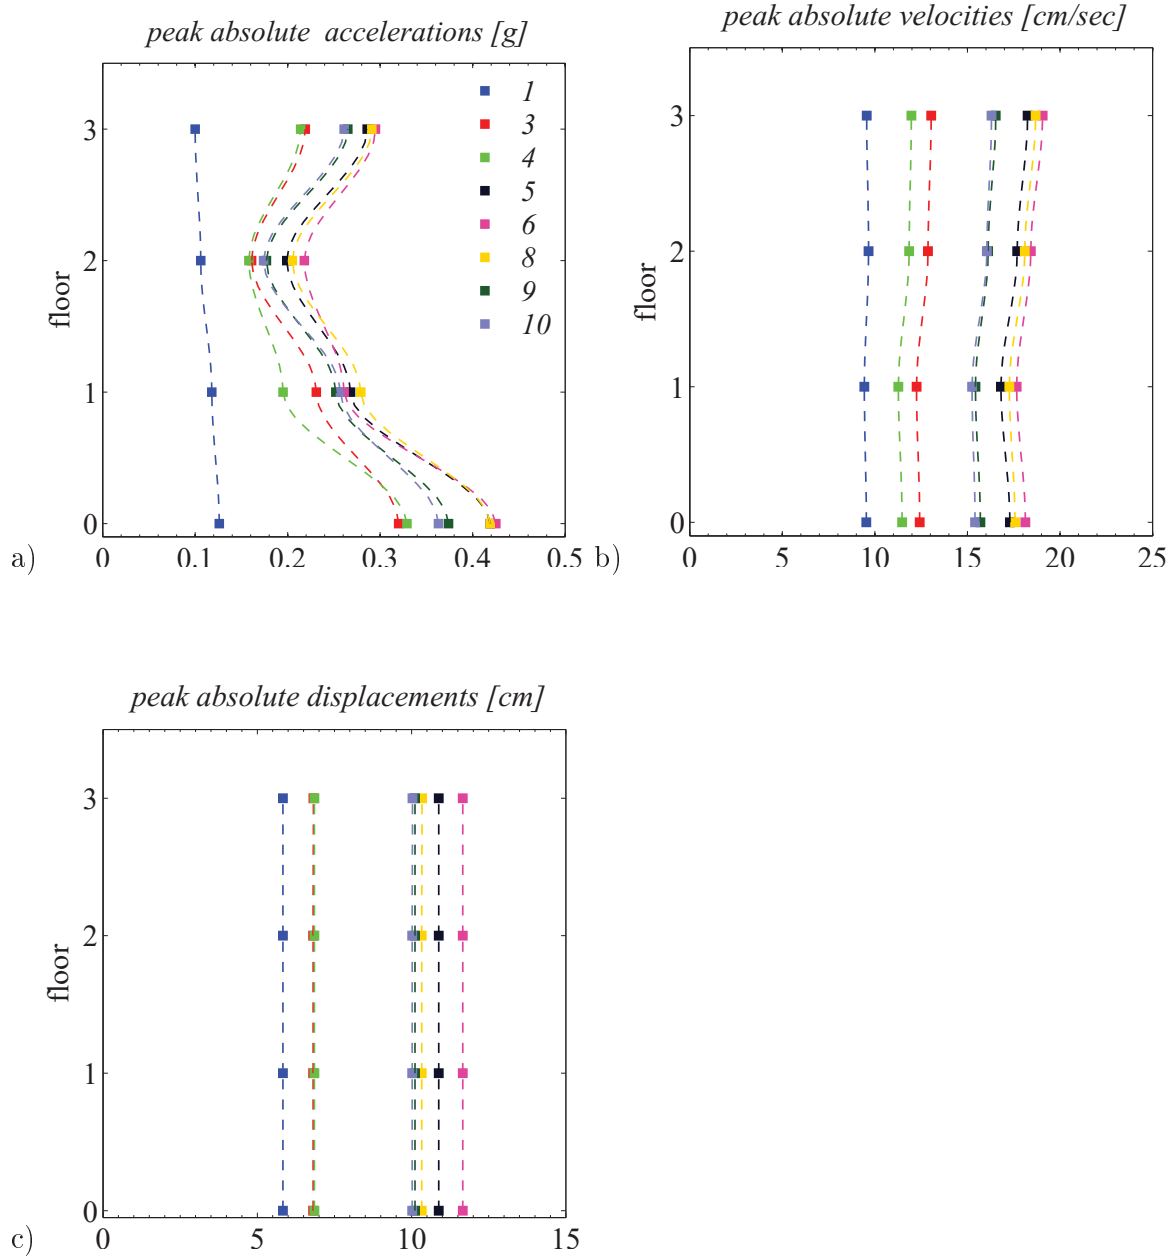 peak absolute accelerations [g]
3
2
1
0
floor
1
3
4
5
6
8
9
10
0 0.1 0.2 0.3 0.4 0.5
a)
peak absolute velocities [cm/sec]
3
2
1
0
floor
0 5 10 15 20 25
b)
peak absolute displacements [cm]
3
2
1
0
floor
0 5 10 15
c)